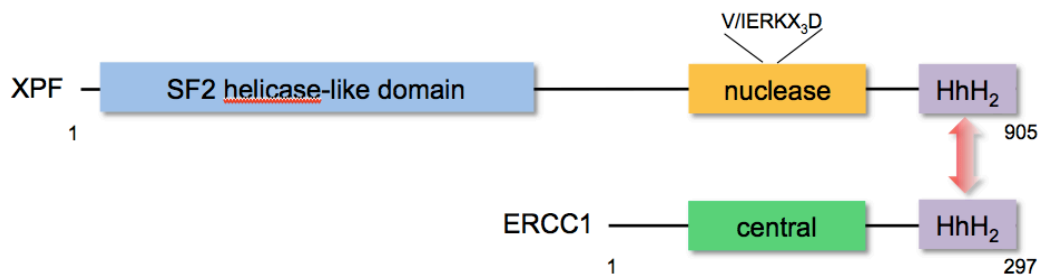 V/IERKX₃D
XPF SF2 helicase-like domain nuclease HhH₂
1 905
ERCC1 central HhH₂
1 297